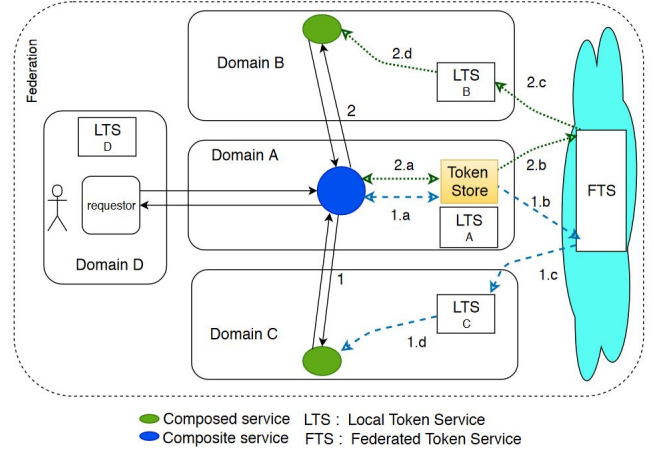 Federation
Domain B
2.d
LTS
B
2.c
2
LTS
D
Domain A
2.a
Token
Store
2.b
requestor
1.a
1.b
FTS
LTS
A
Domain D
1
1.c
LTS
C
Domain C
1.d
Composed service LTS : Local Token Service
Composite service FTS : Federated Token Service